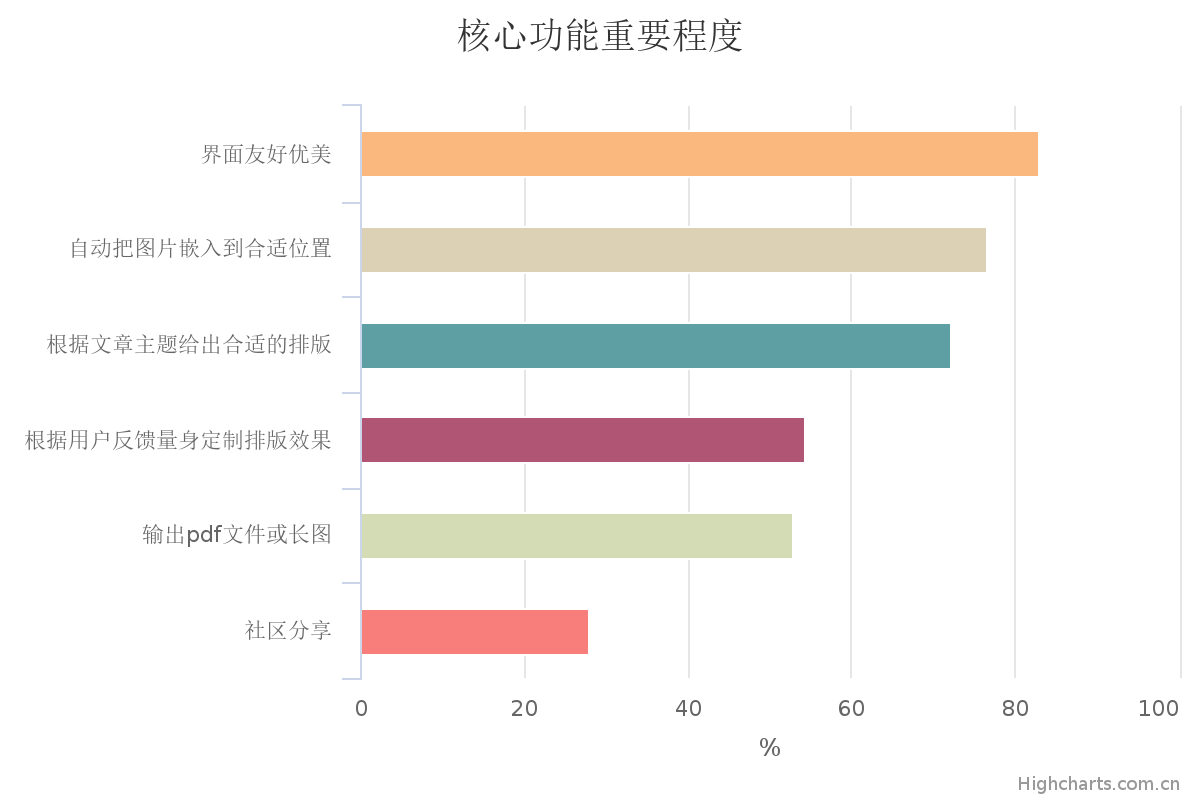 核心功能重要程度
界面友好优美
自动把图片嵌入到合适位置
根据文章主题给出合适的排版
根据用户反馈量身定制排版效果
输出pdf文件或长图
社区分享
0 20 40 60 80 100
%
Highcharts.com.cn